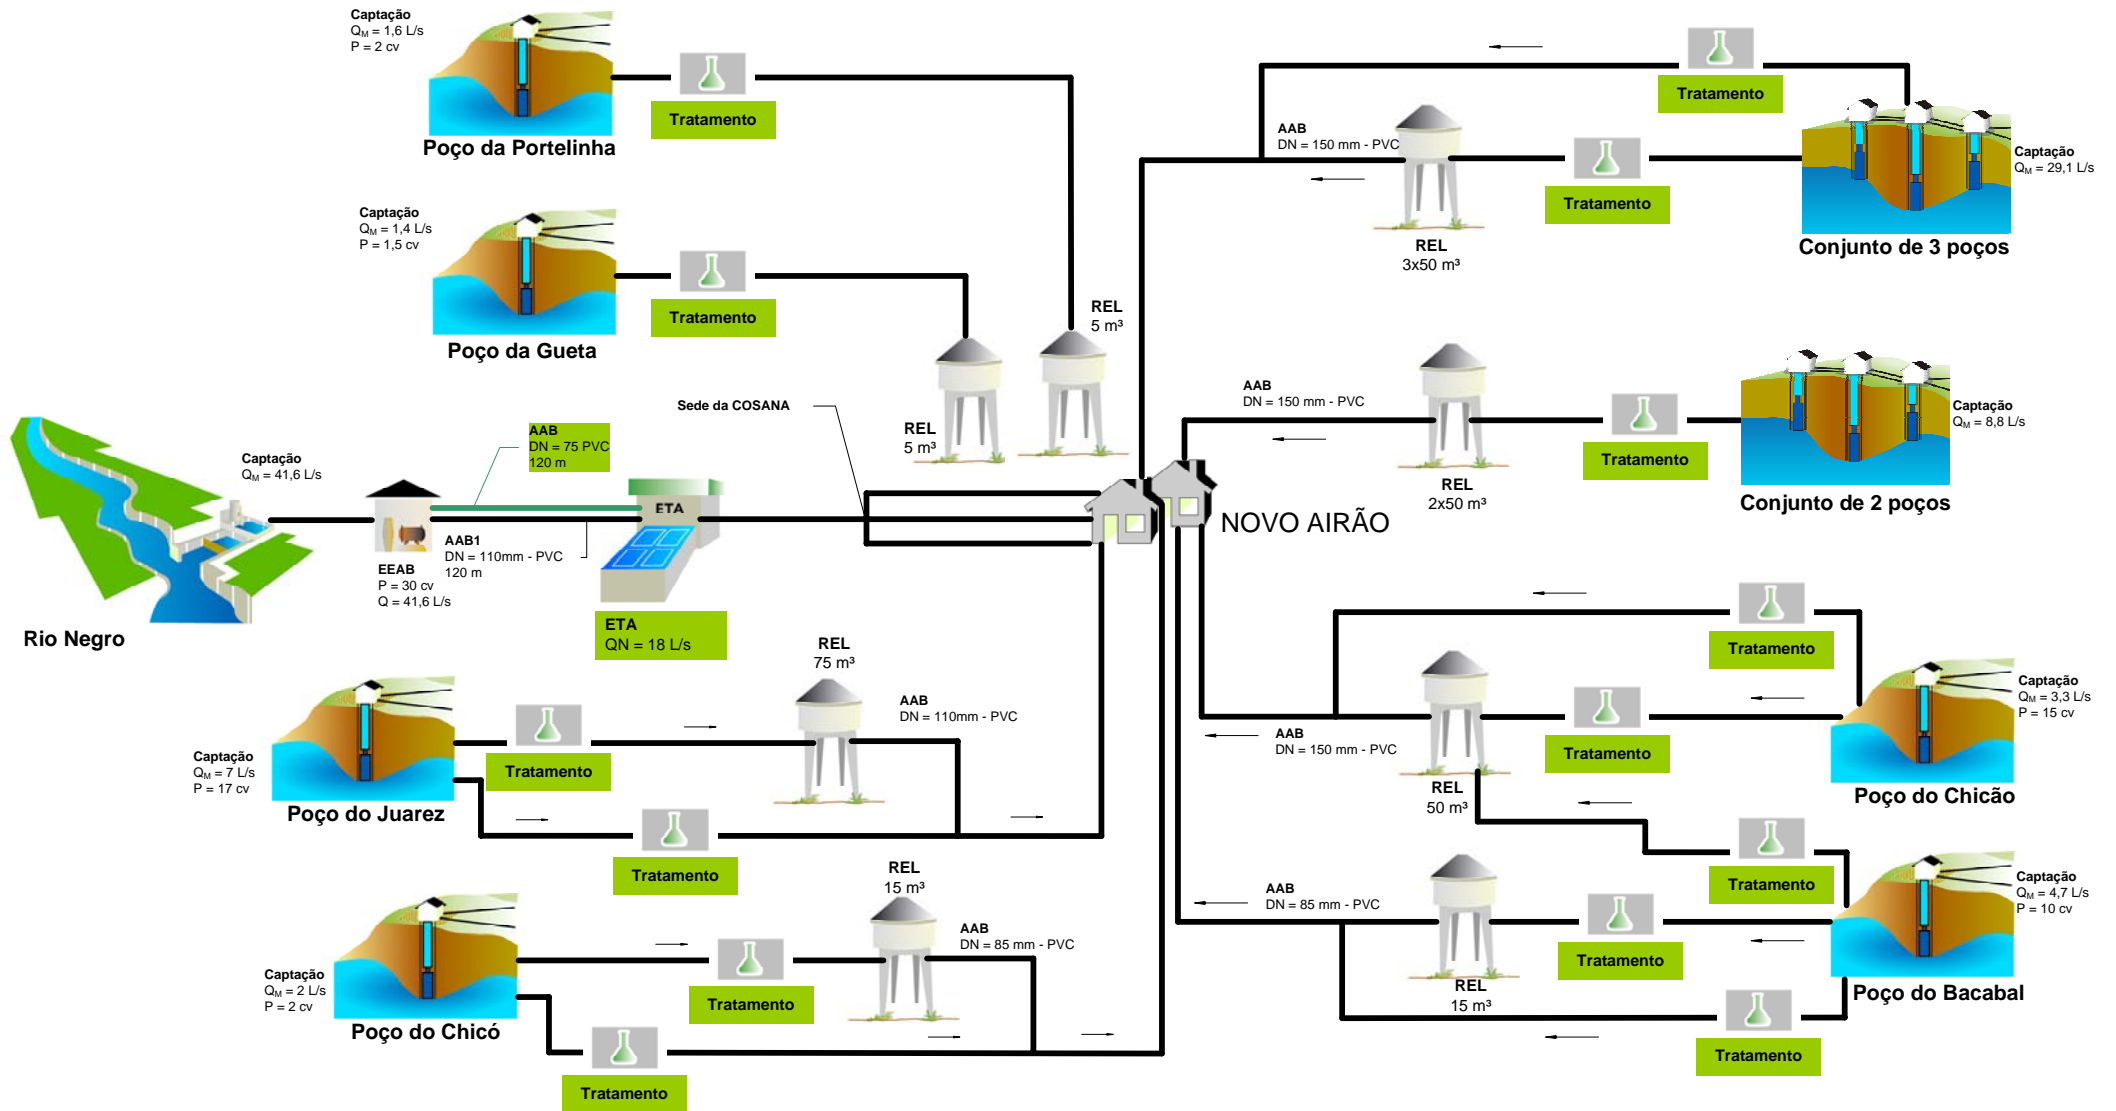 Captação
QM = 1,6 L/s
P = 2 cv
Tratamento
Poço da Portelinha
Captação
QM = 1,4 L/s
P = 1,5 cv
Tratamento
Poço da Gueta
REL
5 m³
REL
5 m³
Sede da COSANA
Captação
QM = 41,6 L/s
AAB
DN = 75 PVC
120 m
ETA
AAB1
DN = 110mm - PVC
120 m
EEAB
P = 30 cv
Q = 41,6 L/s
ETA
QN = 18 L/s
Rio Negro
NOVO AIRÃO
REL
75 m³
AAB
DN = 110mm - PVC
Captação
QM = 7 L/s
P = 17 cv
Tratamento
Poço do Juarez
Tratamento
REL
15 m³
AAB
DN = 85 mm - PVC
Captação
QM = 2 L/s
P = 2 cv
Tratamento
Poço do Chicó
Tratamento
Tratamento
AAB
DN = 150 mm - PVC
Tratamento
REL
3x50 m³
Captação
QM = 29,1 L/s
Conjunto de 3 poços
AAB
DN = 150 mm - PVC
Tratamento
REL
2x50 m³
Captação
QM = 8,8 L/s
Conjunto de 2 poços
Tratamento
AAB
DN = 150 mm - PVC
Tratamento
REL
50 m³
Captação
QM = 3,3 L/s
P = 15 cv
Poço do Chicão
Tratamento
AAB
DN = 85 mm - PVC
Tratamento
REL
15 m³
Captação
QM = 4,7 L/s
P = 10 cv
Poço do Bacabal
Tratamento